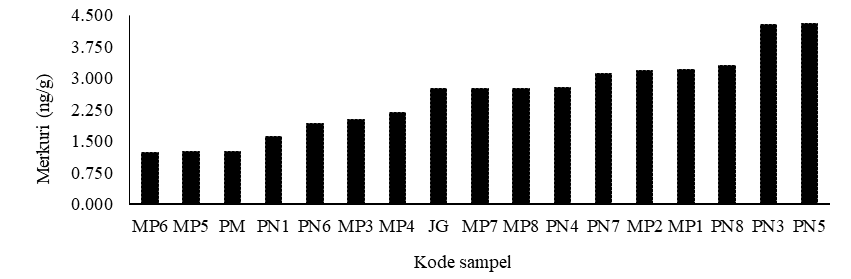 4.500
3.750
3.000
2.250
1.500
0.750
0.000
Merkuri (ng/g)
MP6 MP5 PM PN1 PN6 MP3 MP4 JG MP7 MP8 PN4 PN7 MP2 MP1 PN8 PN3 PN5
Kode sampel